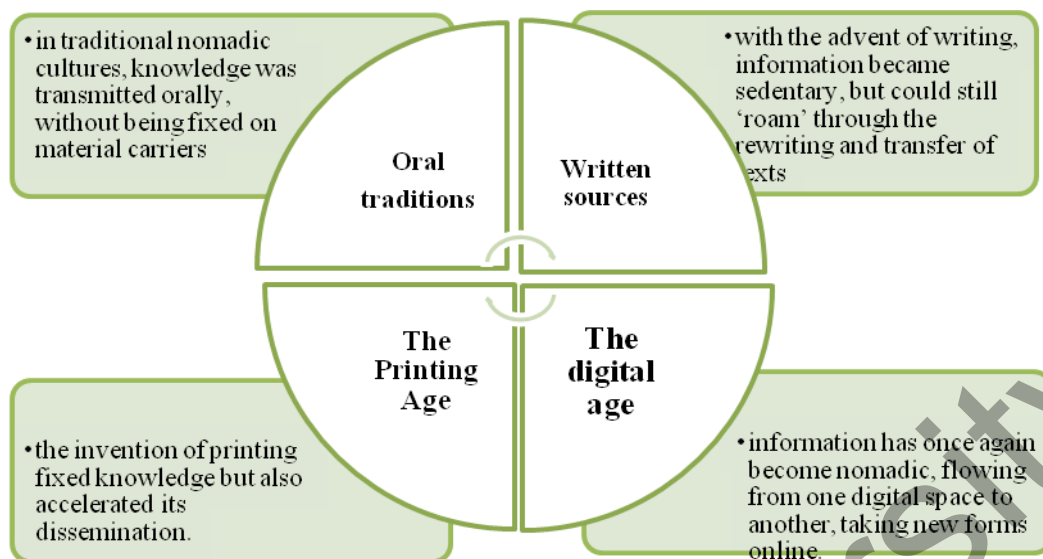 • in traditional nomadic
cultures, knowledge was
transmitted orally,
without being fixed on
material carriers
Oral
traditions
• with the advent of writing,
information became
sedentary, but could still
‘roam’ through the
rewriting and transfer of
texts
Written
sources
The
Printing
Age
• the invention of printing
fixed knowledge but also
accelerated its
dissemination.
The
digital
age
• information has once again
become nomadic, flowing
from one digital space to
another, taking new forms
online.